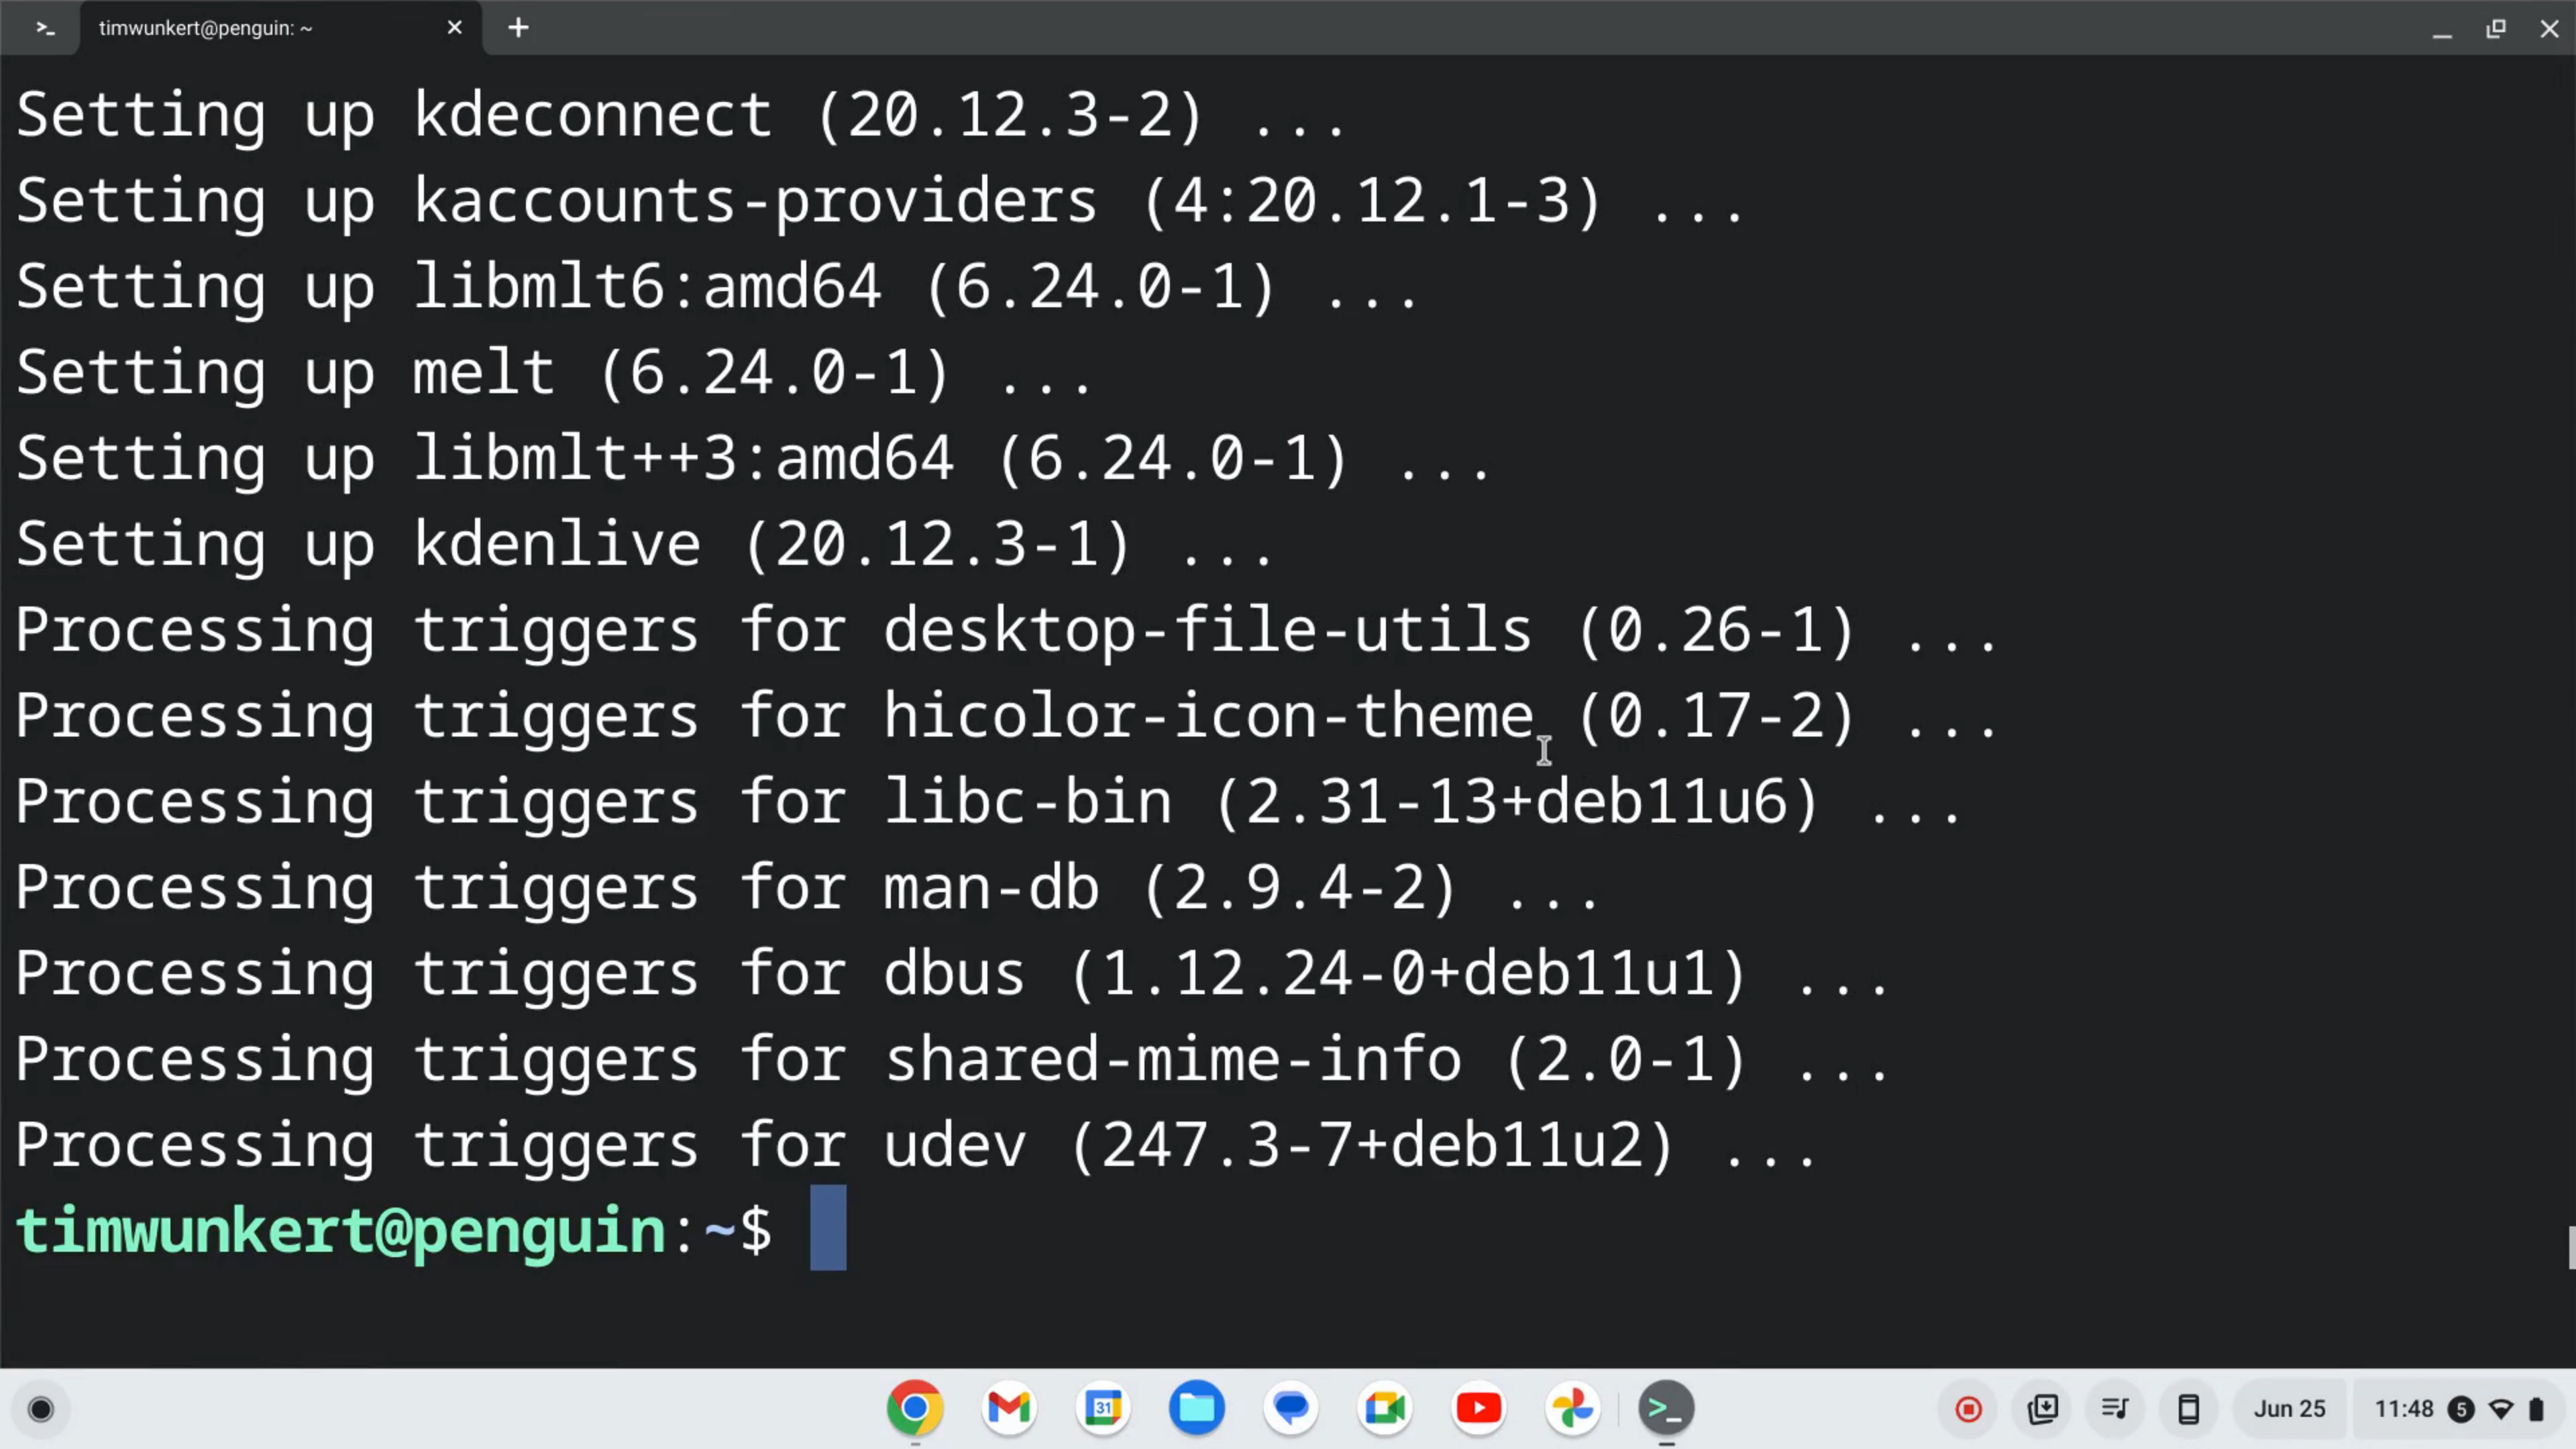 timwunkert@penguin: ~
Setting up kdeconnect (20.12.3-2) ...
Setting up kaccounts-providers (4:20.12.1-3) ...
Setting up libmlt6:amd64 (6.24.0-1) ...
Setting up melt (6.24.0-1) ...
Setting up libmlt++3:amd64 (6.24.0-1) ...
Setting up kdenlive (20.12.3-1) ...
Processing triggers for desktop-file-utils (0.26-1) ...
Processing triggers for hicolor-icon-theme (0.17-2) ...
Processing triggers for libc-bin (2.31-13+deb11u6) ...
Processing triggers for man-db (2.9.4-2) ...
Processing triggers for dbus (1.12.24-0+deb11u1) ...
Processing triggers for shared-mime-info (2.0-1) ...
Processing triggers for udev (247.3-7+deb11u2) ...
timwunkert@penguin:~$
31
Jun 25 11:48 5